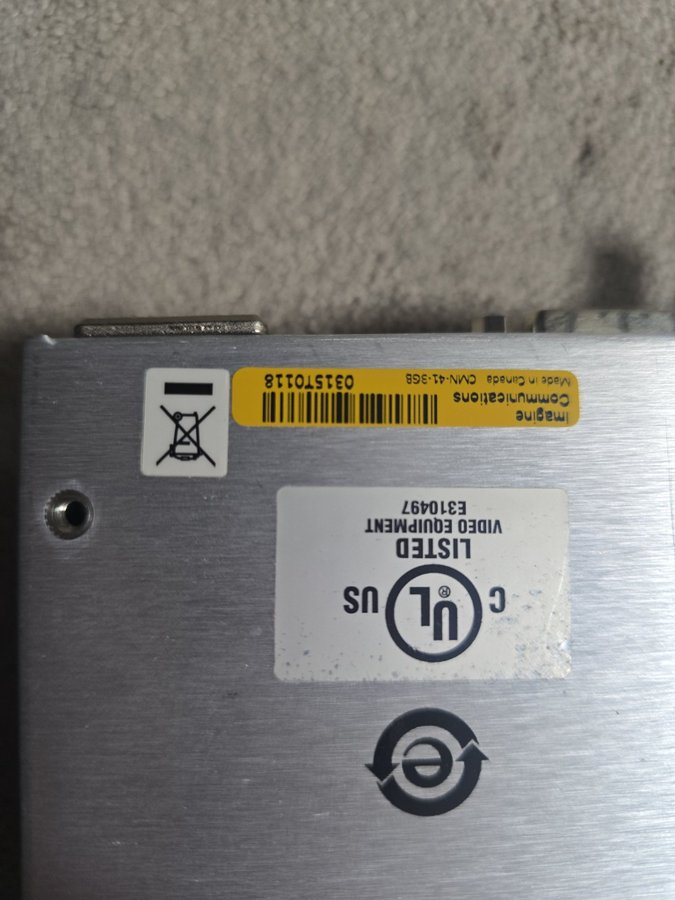 Imagine
Communications
Made in Canada CMN-41-3GB
0315T0118
C UL® US
LISTED
VIDEO EQUIPMENT
E310497
e